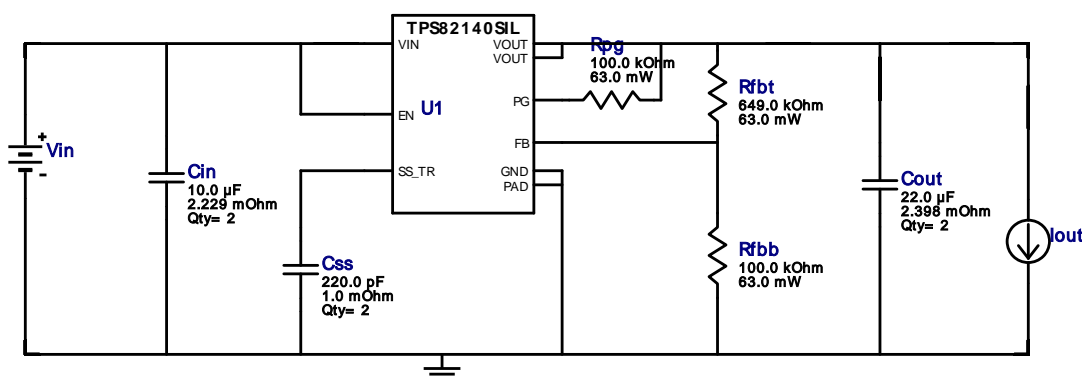 TPS82140SIL
VIN
EN
SS_TR
U1
VOUT
VOUT
PG
FB
GND
PAD
Rpg
100.0 kOhm
63.0 mW
Rfbt
649.0 kOhm
63.0 mW
+
Vin
-
Cin
10.0 µF
2.229 mOhm
Qty= 2
Css
220.0 pF
1.0 mOhm
Qty= 2
Rfbb
100.0 kOhm
63.0 mW
Cout
22.0 µF
2.398 mOhm
Qty= 2
Iout